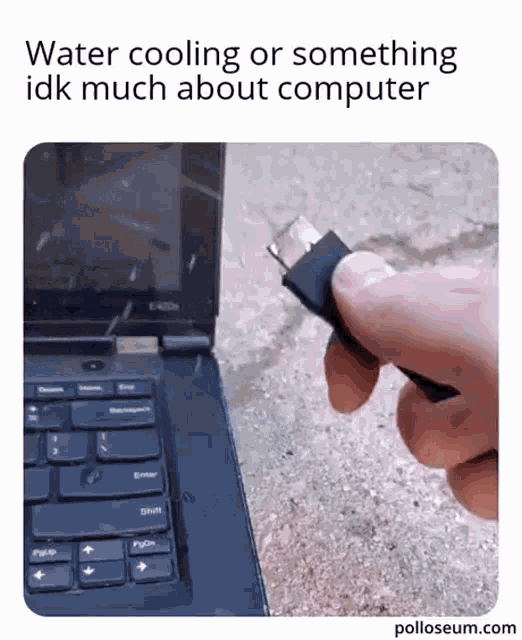 Water cooling or something
idk much about computer
E420s
Home End
Backspace
Enter
Shift
PgUp PgDn
polloseum.com